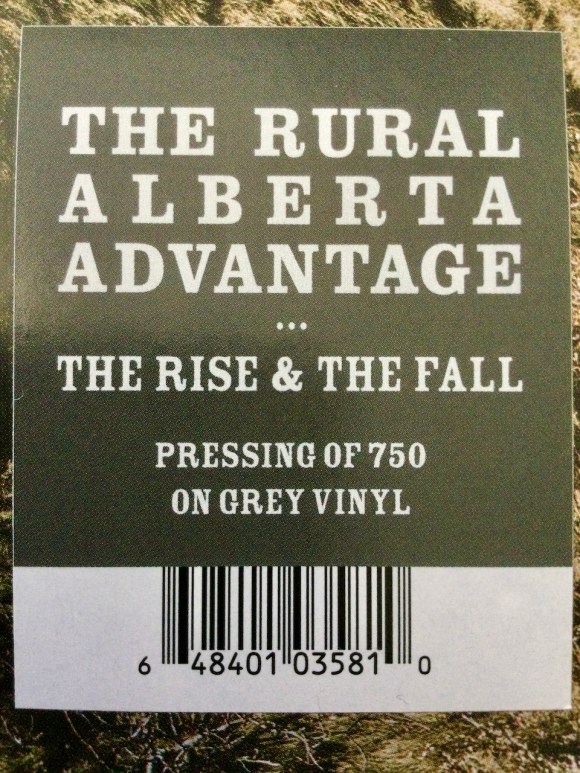 THE RURAL
ALBERTA
ADVANTAGE
...
THE RISE & THE FALL
PRESSING OF 750
ON GREY VINYL
6 48401 03581 0